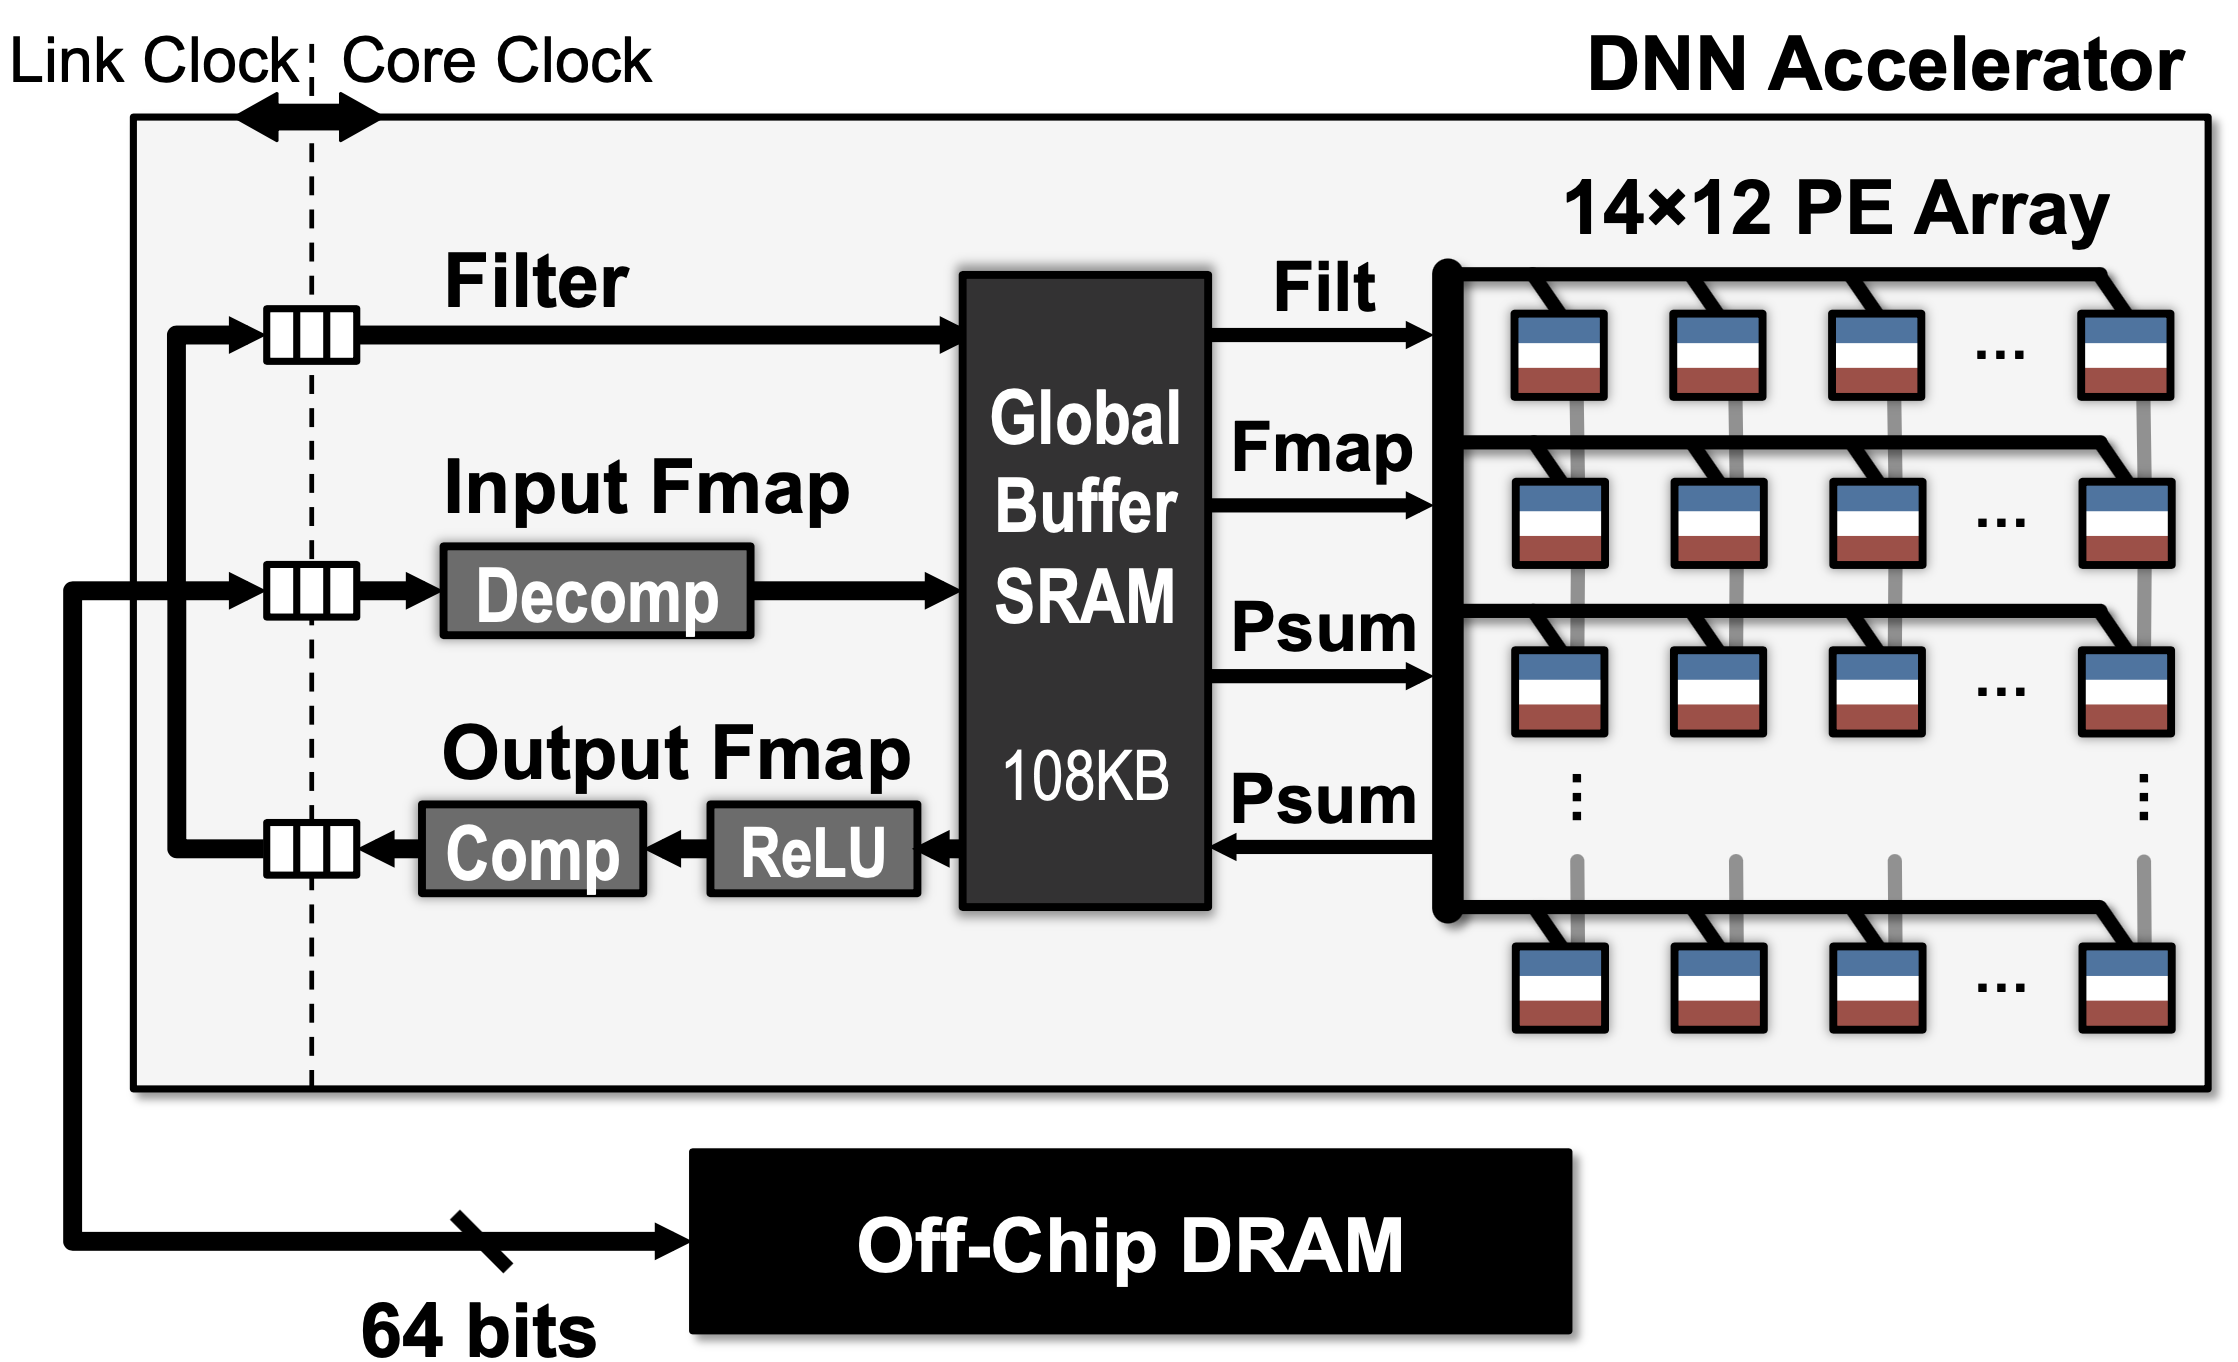 Link Clock
Core Clock
DNN Accelerator
14×12 PE Array
Filter
Filt
Input Fmap
Fmap
Decomp
Global
Buffer
SRAM
108KB
Psum
Output Fmap
Psum
Comp
ReLU
...
...
...
...
...
...
Off-Chip DRAM
64 bits